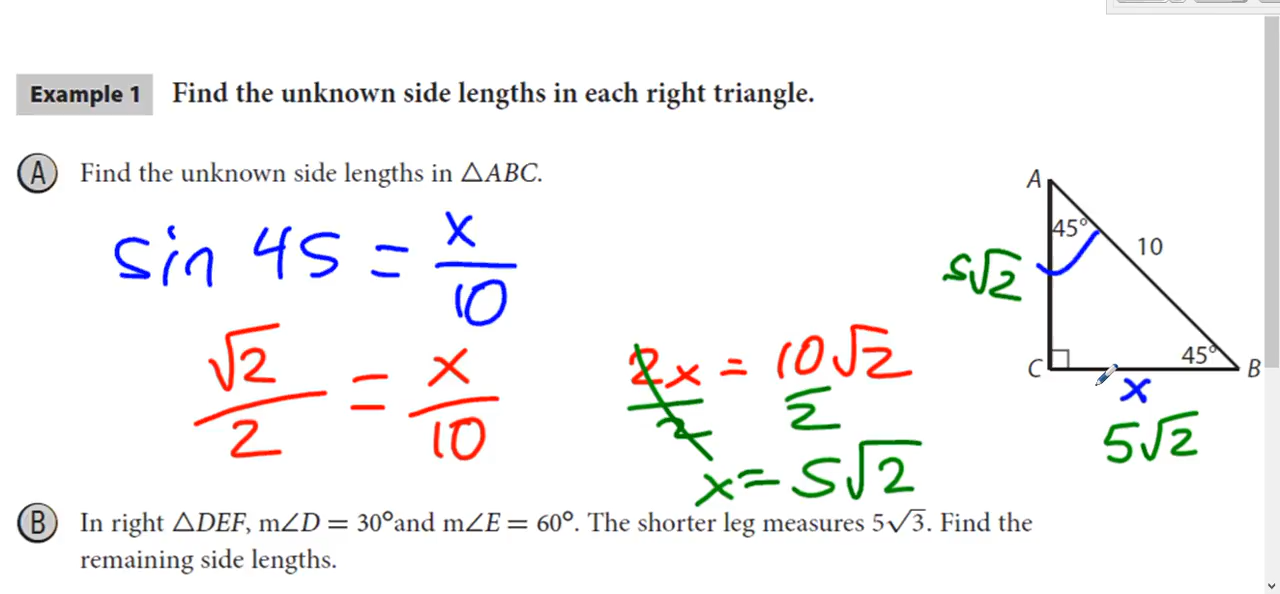 Example 1 Find the unknown side lengths in each right triangle.
A Find the unknown side lengths in △ABC.
sin 45 = x/10
√2/2 = x/10
2x/2 = 10√2/2
x = 5√2
A
45°
10
5√2
C
45°
B
x
5√2
B In right △DEF, m∠D = 30°and m∠E = 60°. The shorter leg measures 5√3. Find the
remaining side lengths.